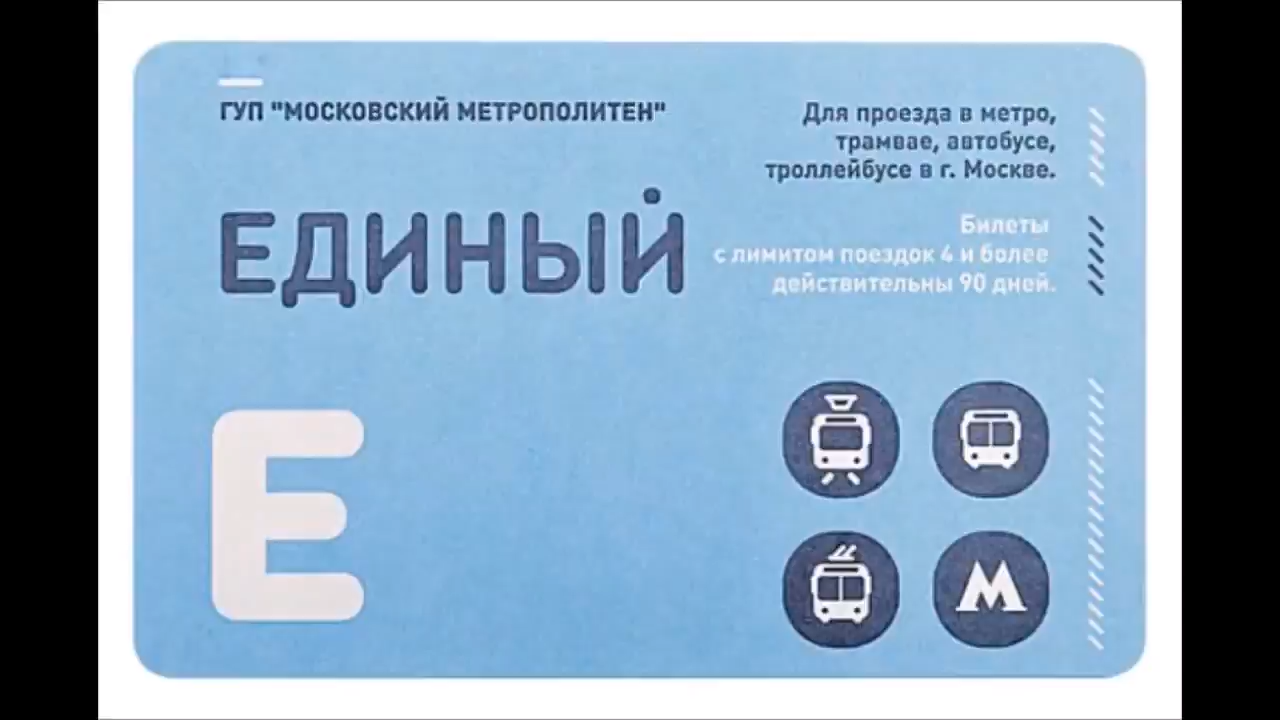 ГУП "МОСКОВСКИЙ МЕТРОПОЛИТЕН"
Для проезда в метро,
трамвае, автобусе,
троллейбусе в г. Москве.
ЕДИНЫЙ
Билеты
с лимитом поездок 4 и более
действительны 90 дней.
Е
М